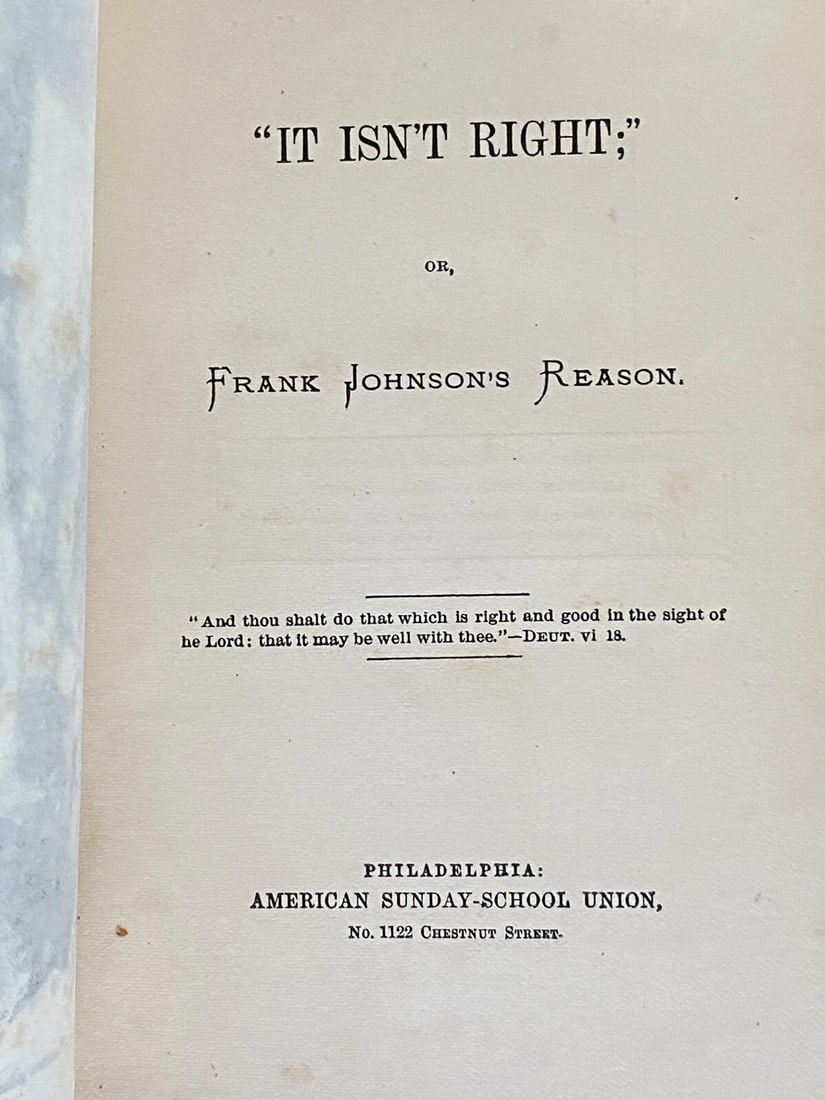 “IT ISN’T RIGHT;”
OR,
FRANK JOHNSON’S REASON.
“And thou shalt do that which is right and good in the sight of
he Lord: that it may be well with thee.”—DEUT. vi 18.
PHILADELPHIA:
AMERICAN SUNDAY-SCHOOL UNION,
No. 1122 CHESTNUT STREET.